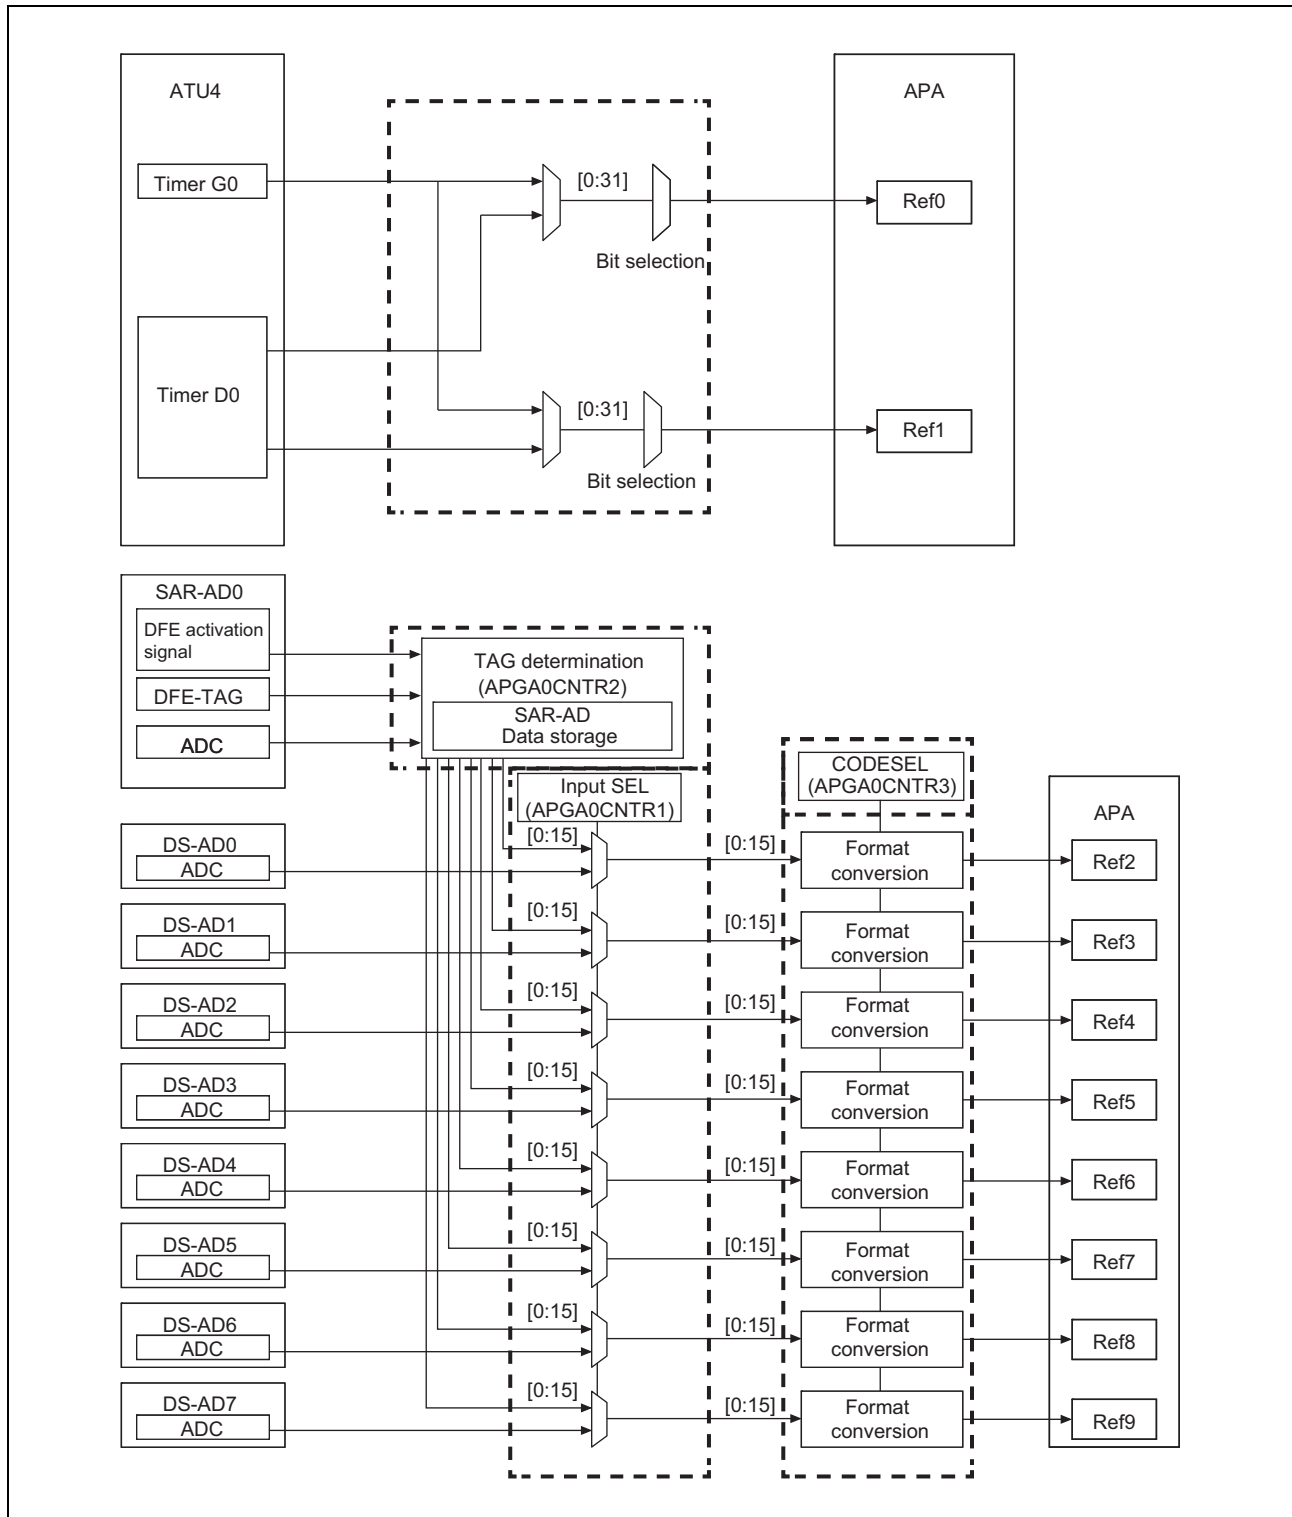 ATU4
APA
Timer G0
[0:31]
Ref0
Bit selection
Timer D0
[0:31]
Ref1
Bit selection
SAR-AD0
DFE activation
signal
DFE-TAG
ADC
TAG determination
(APGA0CNTR2)
SAR-AD
Data storage
Input SEL
(APGA0CNTR1)
CODESEL
(APGA0CNTR3)
APA
DS-AD0
ADC
[0:15]
[0:15]
Format
conversion
Ref2
DS-AD1
ADC
[0:15]
[0:15]
Format
conversion
Ref3
DS-AD2
ADC
[0:15]
[0:15]
Format
conversion
Ref4
DS-AD3
ADC
[0:15]
[0:15]
Format
conversion
Ref5
DS-AD4
ADC
[0:15]
[0:15]
Format
conversion
Ref6
DS-AD5
ADC
[0:15]
[0:15]
Format
conversion
Ref7
DS-AD6
ADC
[0:15]
[0:15]
Format
conversion
Ref8
DS-AD7
ADC
[0:15]
[0:15]
Format
conversion
Ref9